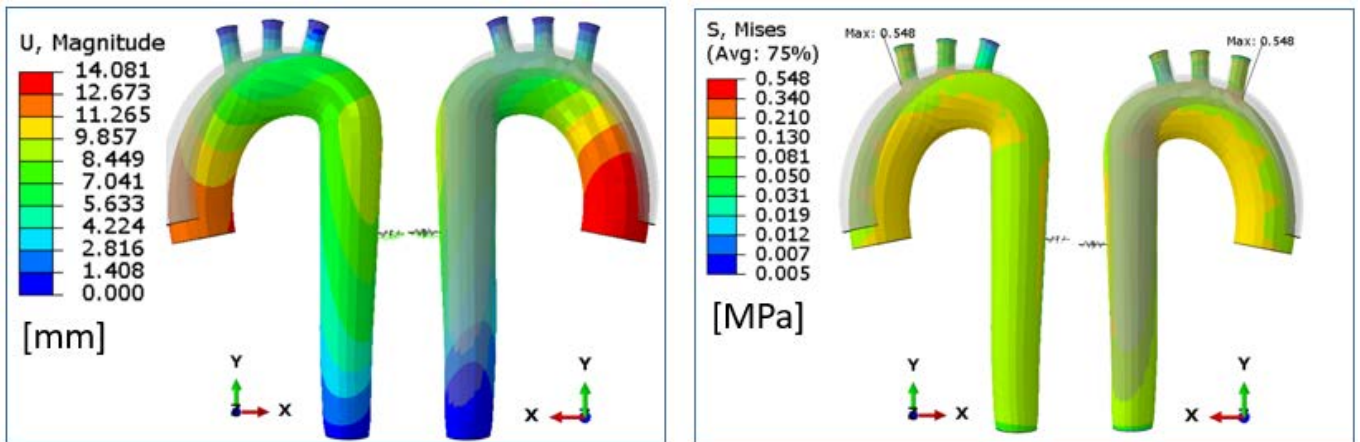 U, Magnitude
14.081
12.673
11.265
9.857
8.449
7.041
5.633
4.224
2.816
1.408
0.000
[mm]
Y
Z X
Y
X
S, Mises
(Avg: 75%)
0.548
0.340
0.210
0.130
0.081
0.050
0.031
0.019
0.012
0.007
0.005
[MPa]
Max: 0.548
Max: 0.548
Y
Z X
Y
X